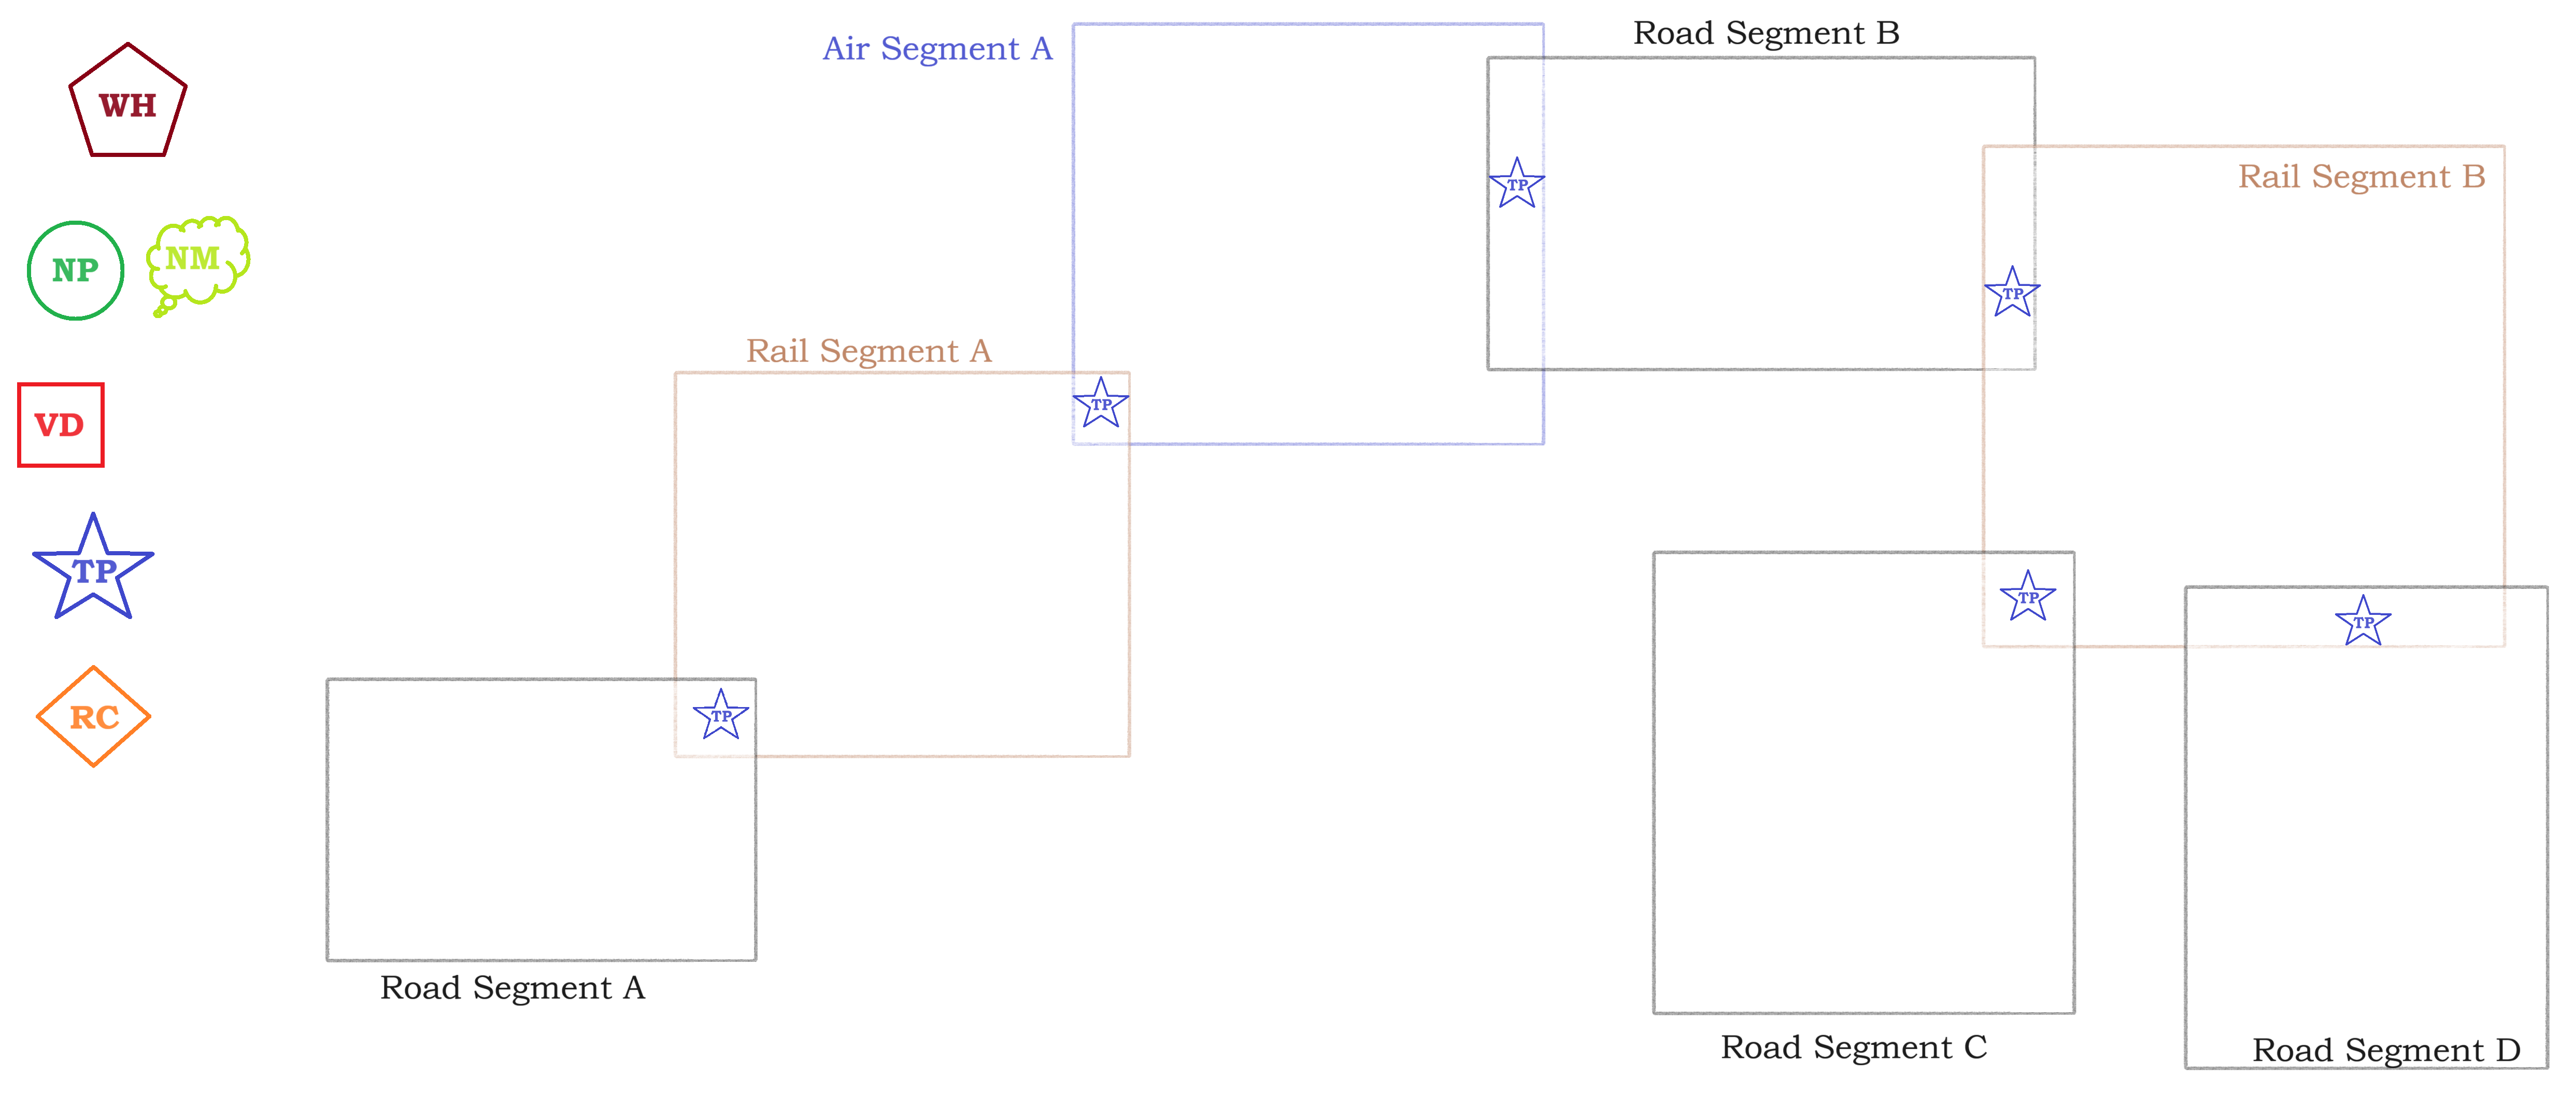 WH
NP
NM
VD
TP
RC
Air Segment A
Road Segment B
Rail Segment B
Rail Segment A
TP
TP
TP
TP
TP
TP
Road Segment A
Road Segment C
Road Segment D